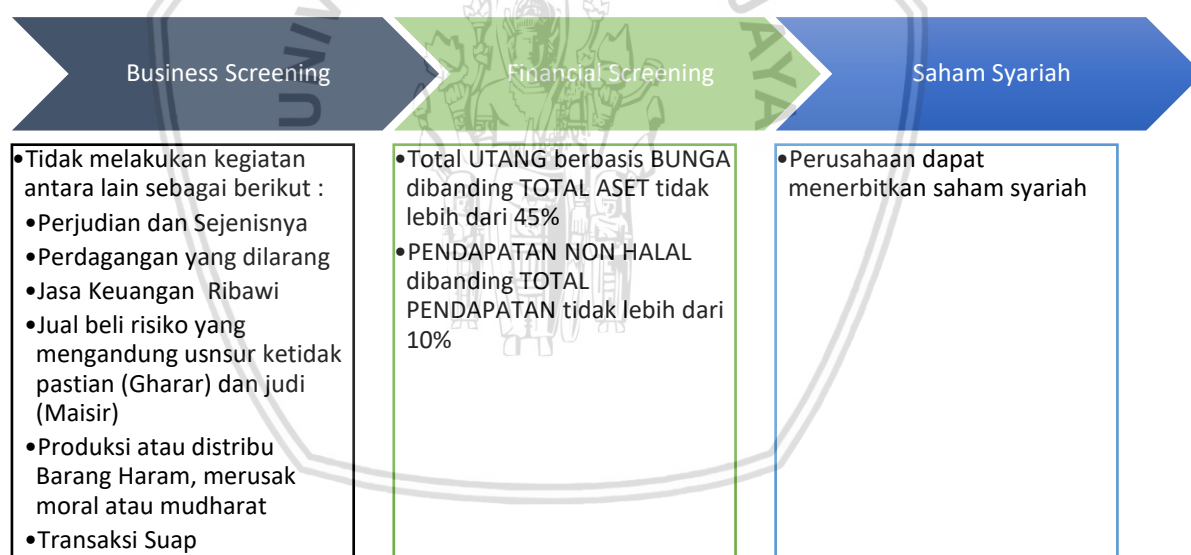 Business Screening
•Tidak melakukan kegiatan
antara lain sebagai berikut :
•Perjudian dan Sejenisnya
•Perdagangan yang dilarang
•Jasa Keuangan Ribawi
•Jual beli risiko yang
mengandung usnsur ketidak
pastian (Gharar) dan judi
(Maisir)
•Produksi atau distribu
Barang Haram, merusak
moral atau mudharat
•Transaksi Suap
Financial Screening
•Total UTANG berbasis BUNGA
dibanding TOTAL ASET tidak
lebih dari 45%
•PENDAPATAN NON HALAL
dibanding TOTAL
PENDAPATAN tidak lebih dari
10%
Saham Syariah
•Perusahaan dapat
menerbitkan saham syariah